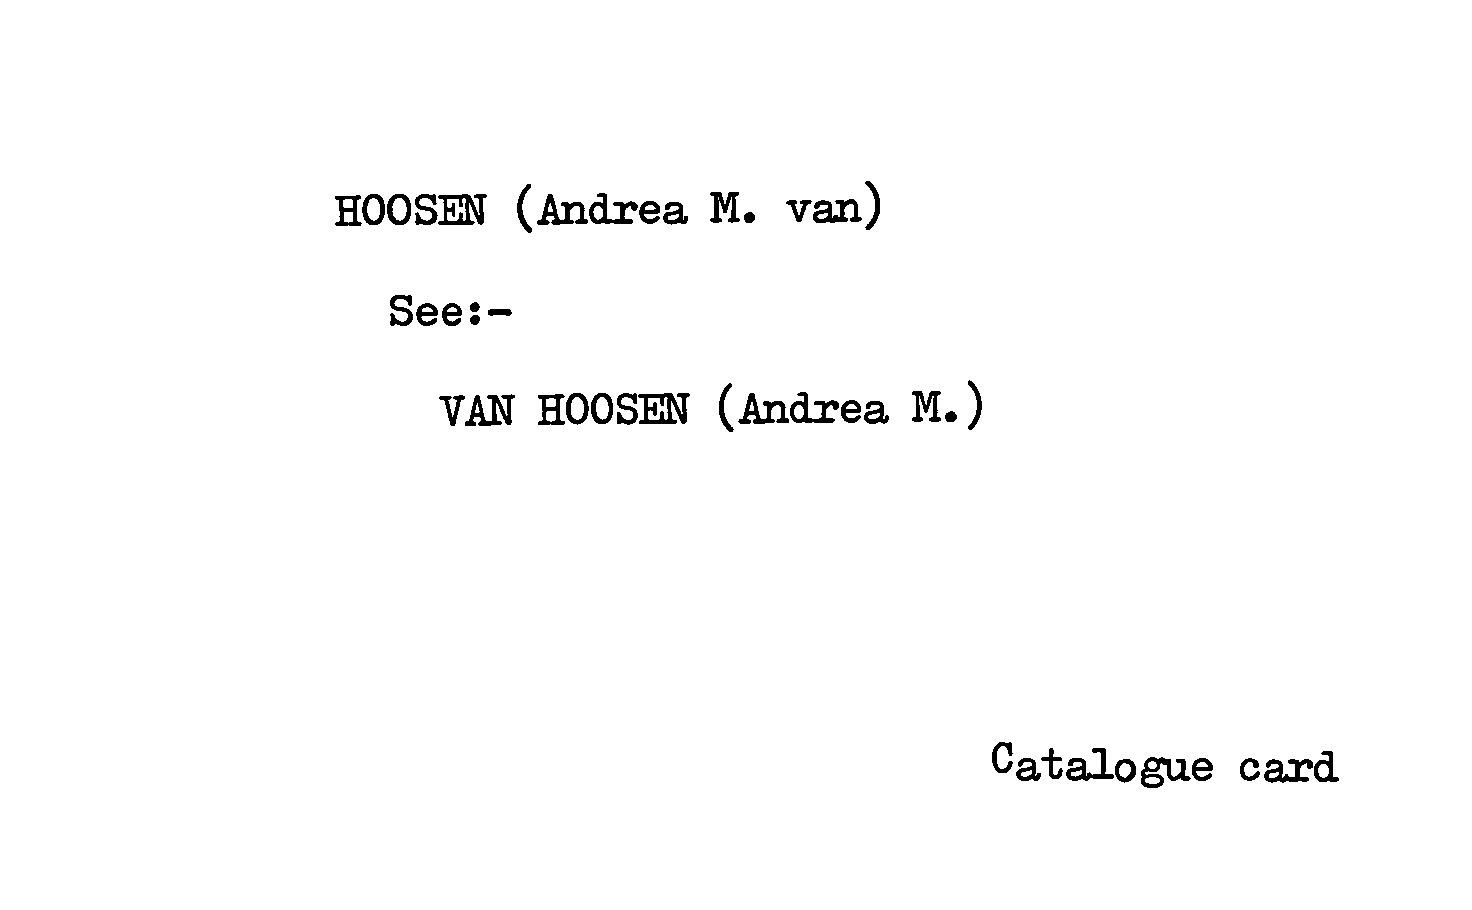 HOOSEN (Andrea M. van)
See:-
VAN HOOSEN (Andrea M.)
Catalogue card